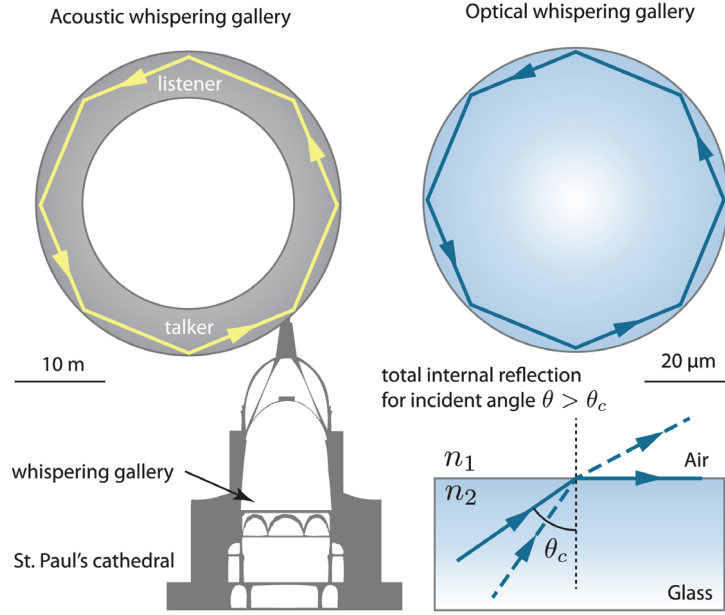 Acoustic whispering gallery
Optical whispering gallery
listener
talker
10 m
20 μm
total internal reflection
for incident angle θ > θc
whispering gallery
St. Paul's cathedral
n1
Air
n2
θc
Glass